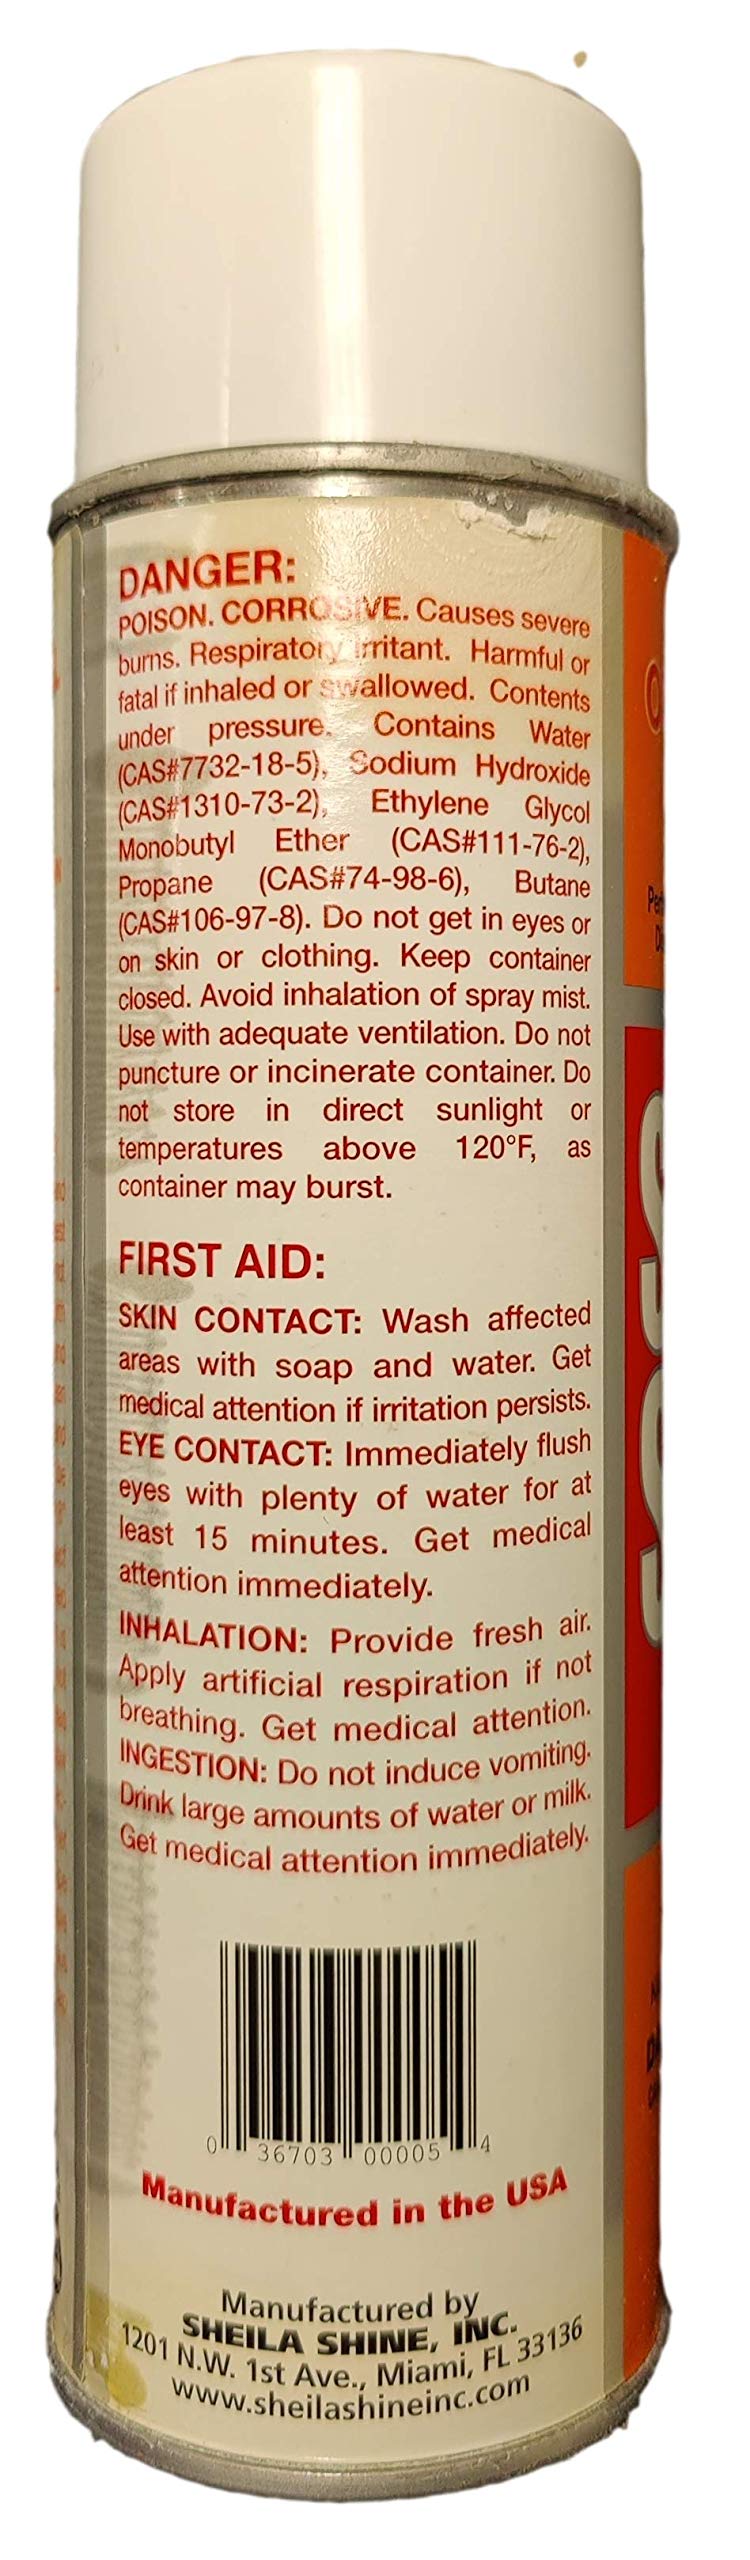 DANGER:
POISON. CORROSIVE. Causes severe
burns. Respiratory irritant. Harmful or
fatal if inhaled or swallowed. Contents
under pressure. Contains Water
(CAS#7732-18-5), Sodium Hydroxide
(CAS#1310-73-2), Ethylene Glycol
Monobutyl Ether (CAS#111-76-2),
Propane (CAS#74-98-6), Butane
(CAS#106-97-8). Do not get in eyes or
on skin or clothing. Keep container
closed. Avoid inhalation of spray mist.
Use with adequate ventilation. Do not
puncture or incinerate container. Do
not store in direct sunlight or
temperatures above 120°F, as
container may burst.
FIRST AID:
SKIN CONTACT: Wash affected
areas with soap and water. Get
medical attention if irritation persists.
EYE CONTACT: Immediately flush
eyes with plenty of water for at
least 15 minutes. Get medical
attention immediately.
INHALATION: Provide fresh air.
Apply artificial respiration if not
breathing. Get medical attention.
INGESTION: Do not induce vomiting.
Drink large amounts of water or milk.
Get medical attention immediately.
0 36703 00005 4
Manufactured in the USA
Manufactured by
SHEILA SHINE, INC.
1201 N.W. 1st Ave., Miami, FL 33136
www.sheilashineinc.com